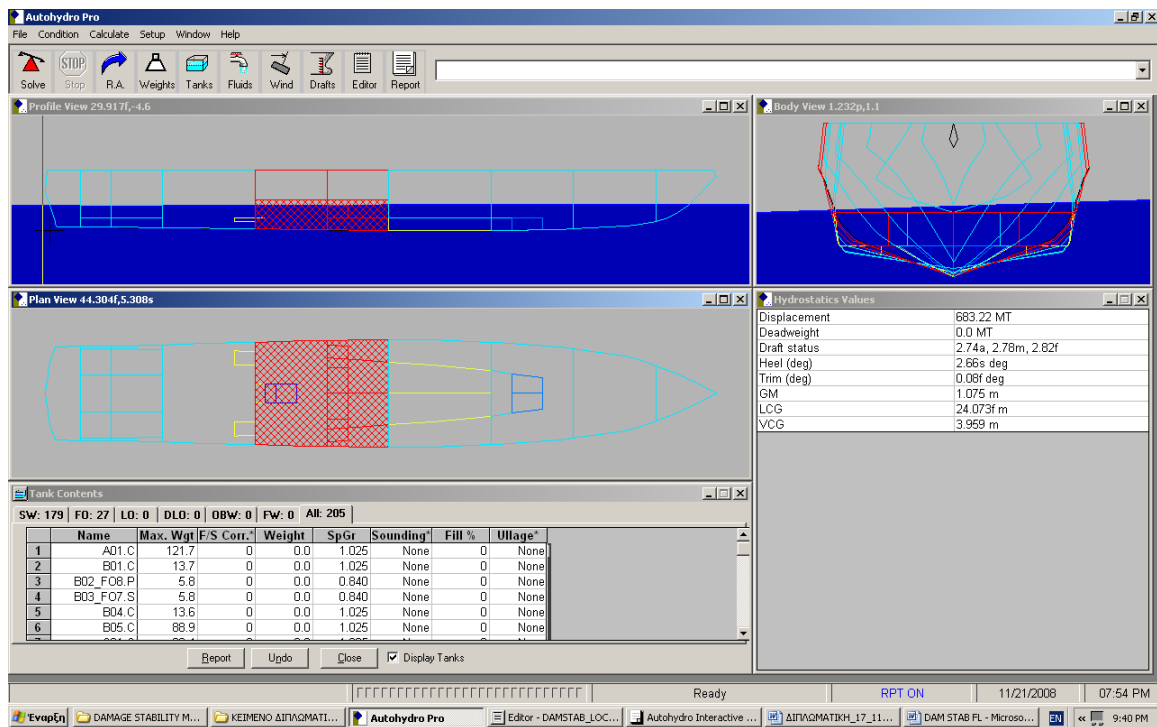 Autohydro Pro
File Condition Calculate Setup Window Help
Solve Stop R.A. Weights Tanks Fluids Wind Drafts Editor Report
STOP
Profile View 29.917f,-4.6
Body View 1.232p,1.1
Plan View 44.304f,5.308s
Hydrostatics Values
Displacement 683.22 MT
Deadweight 0.0 MT
Draft status 2.74a, 2.78m, 2.82f
Heel (deg) 2.66s deg
Trim (deg) 0.08f deg
GM 1.075 m
LCG 24.073f m
VCG 3.959 m
Tank Contents
SW: 179 FO: 27 LO: 0 DLO: 0 OBW: 0 FW: 0 All: 205
Name Max. Wgt F/S Corr.* Weight SpGr Sounding* Fill % Ullage*
1 A01.C 121.7 0 0.0 1.025 None 0 None
2 B01.C 13.7 0 0.0 1.025 None 0 None
3 B02_FO8.P 5.8 0 0.0 0.840 None 0 None
4 B03_FO7.S 5.8 0 0.0 0.840 None 0 None
5 B04.C 13.6 0 0.0 1.025 None 0 None
6 B05.C 88.9 0 0.0 1.025 None 0 None
Report Undo Close Display Tanks
Ready RPT ON 11/21/2008 07:54 PM
Έναρξη DAMAGE STABILITY M... ΚΕΙΜΕΝΟ ΔΙΠΛΩΜΑΤΙ... Autohydro Pro Editor - DAMSTAB_LOC... Autohydro Interactive ... ΔΙΠΛΩΜΑΤΙΚΗ_17_11... DAM STAB FL - Microso... EN « 9:40 PM